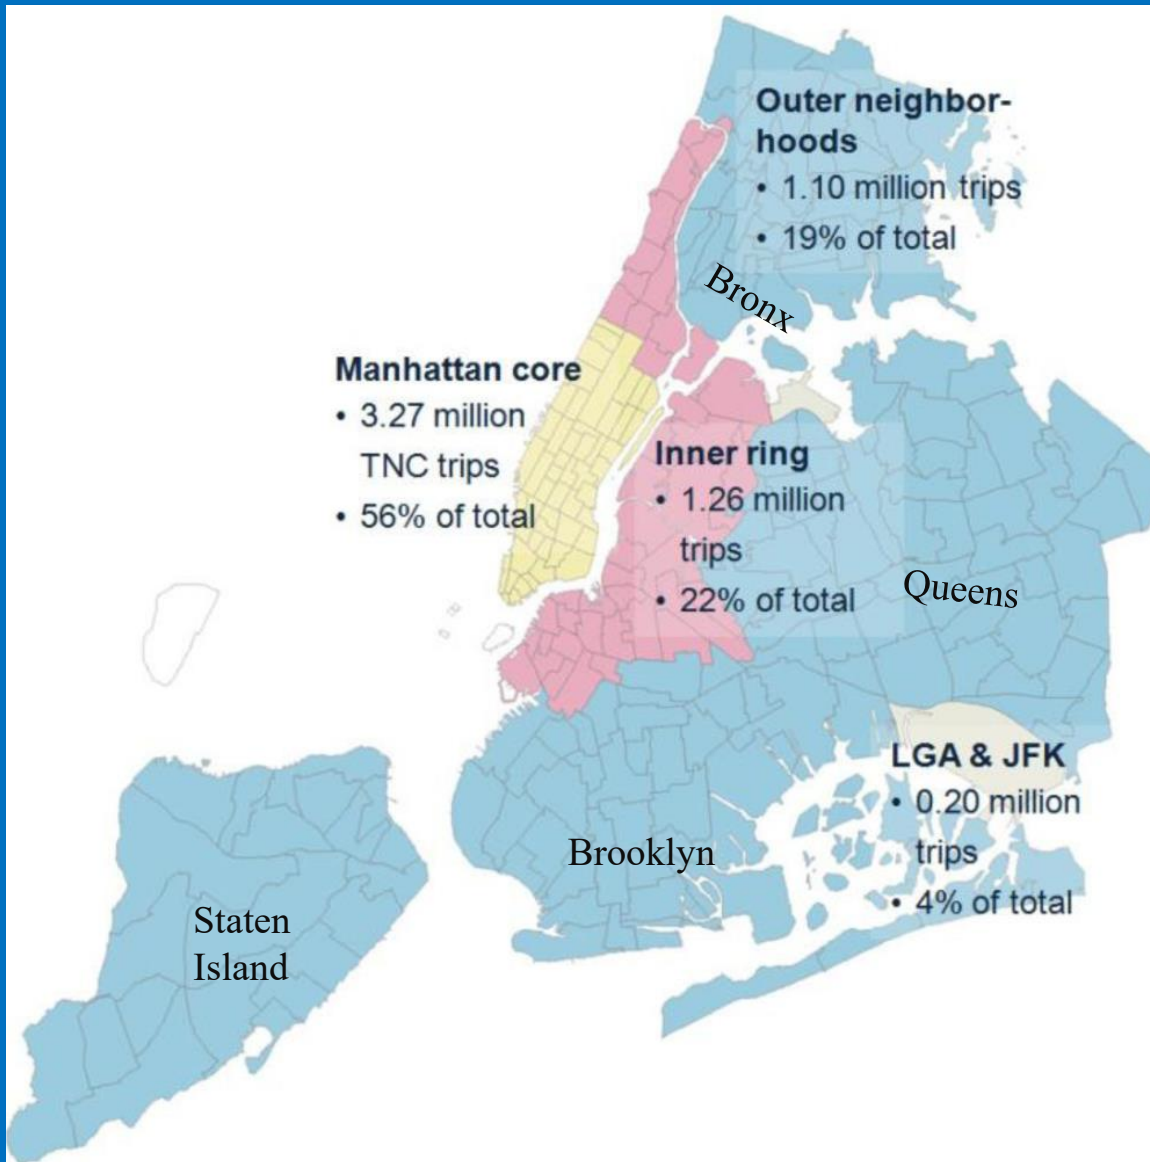 Outer neighbor-
hoods
• 1.10 million trips
• 19% of total
Bronx
Manhattan core
• 3.27 million
TNC trips
• 56% of total
Inner ring
• 1.26 million
trips
• 22% of total
Queens
LGA & JFK
• 0.20 million
trips
• 4% of total
Brooklyn
Staten
Island